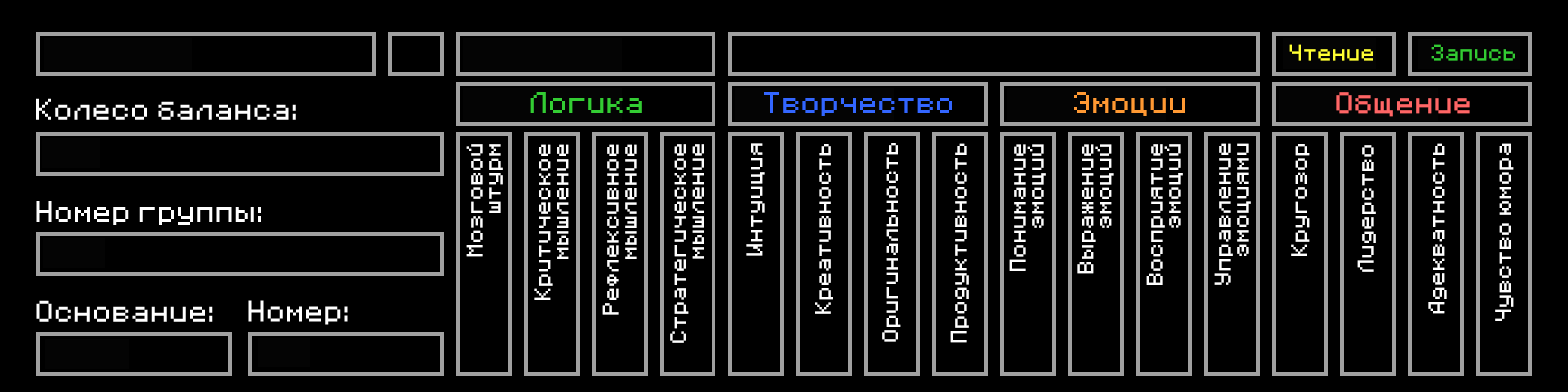 Чтение
Запись
Колесо баланса:
Номер группы:
Основание:
Номер:
Логика
Творчество
Эмоции
Общение
Мозговой
штурм
Критическое
мышление
Рефлексивное
мышление
Стратегическое
мышление
Интуиция
Креативность
Оригинальность
Продуктивность
Понимание
эмоций
Выражение
эмоций
Восприятие
эмоций
Управление
эмоциями
Кругозор
Лидерство
Адекватность
Чувство юмора